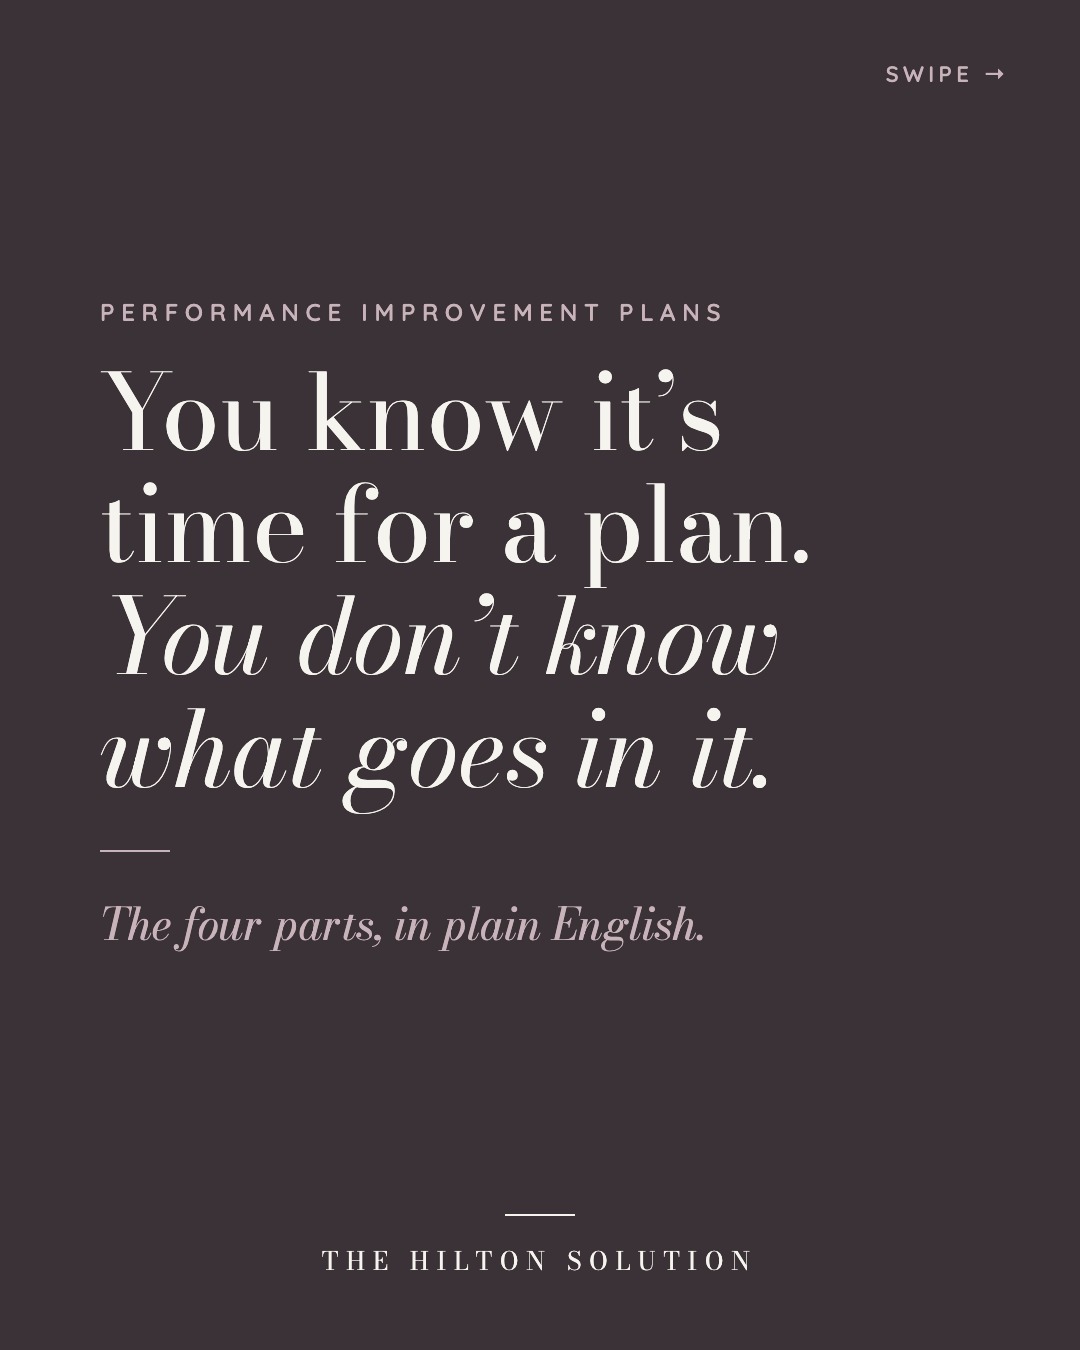 SWIPE →
PERFORMANCE IMPROVEMENT PLANS
You know it’s
time for a plan.
You don’t know
what goes in it.
The four parts, in plain English.
THE HILTON SOLUTION